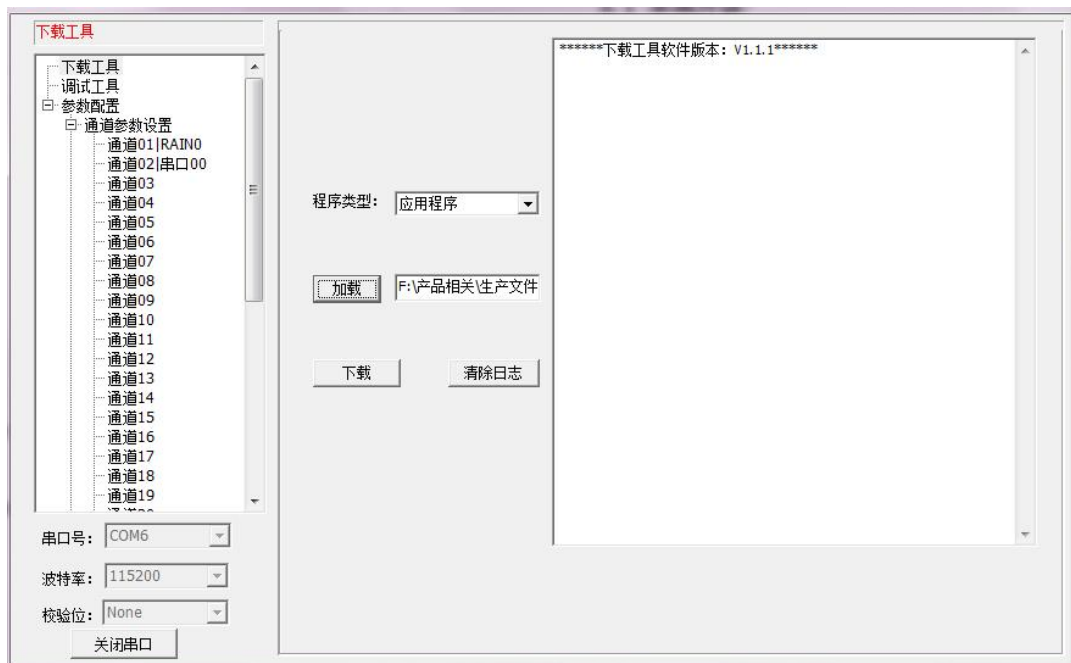 下载工具
下载工具
调试工具
参数配置
通道参数设置
通道01|RAIN0
通道02|串口00
通道03
通道04
通道05
通道06
通道07
通道08
通道09
通道10
通道11
通道12
通道13
通道14
通道15
通道16
通道17
通道18
通道19
串口号： COM6
波特率： 115200
校验位： None
关闭串口
程序类型： 应用程序
加载 F:\产品相关\生产文件
下载 清除日志
******下载工具软件版本：V1.1.1******